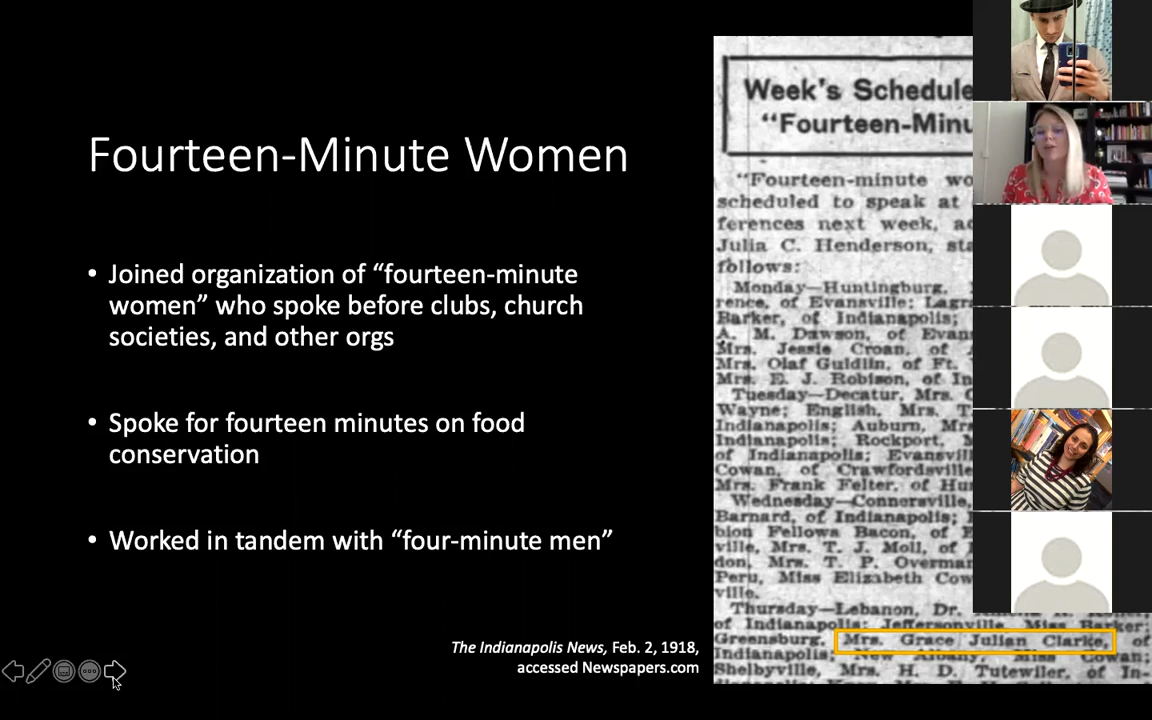 Fourteen-Minute Women
• Joined organization of “fourteen-minute
women” who spoke before clubs, church
societies, and other orgs
• Spoke for fourteen minutes on food
conservation
• Worked in tandem with “four-minute men”
The Indianapolis News, Feb. 2, 1918,
accessed Newspapers.com
Week's Schedule
“Fourteen-Minu
“Fourteen-minute wo
scheduled to speak at
ferences next week, ac
Julia C. Henderson, sta
follows:
Monday—Huntingburg,
rence, of Evansville; Lagr
Barker, of Indianapolis;
A. M. Dawson, of Evan
Mrs. Jessie Croan, of
Mrs. Olaf Guldlin, of Ft.
Mrs. E. J. Robison, of In
Tuesday—Decatur, Mrs.
Wayne; English, Mrs. T.
Indianapolis; Auburn, Mrs
Indianapolis; Rockport, M
of Indianapolis; Evansvil
Cowan, of Crawfordsville
Mrs. Frank Felter, of Hu
Wednesday—Connersville,
Barnard, of Indianapolis;
bion Fellows Bacon, of E
ville, Mrs. T. J. Moll, of
don, Mrs. T. P. Overman
Peru, Miss Elizabeth Cow
ville.
Thursday—Lebanon, Dr.
of Indianapolis; Jeffersonville, Miss Barker;
Greensburg, Mrs. Grace Julian Clarke, of
Indianapolis; New Albany, Miss Cowan;
Shelbyville, Mrs. H. D. Tutewiler, of In-